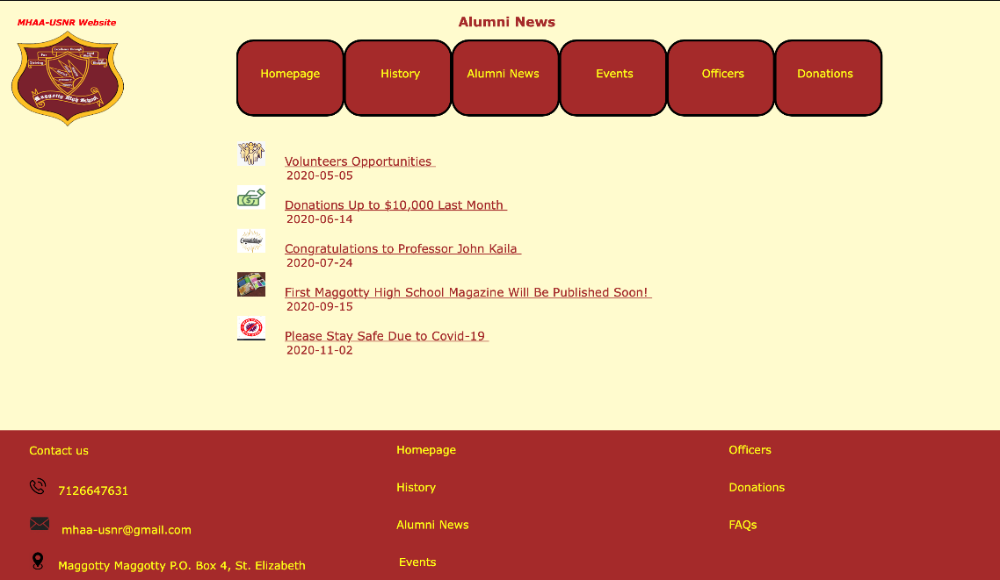 Alumni News
MHAA-USNR Website
Maggotty High School
Homepage History Alumni News Events Officers Donations
Volunteers Opportunities
2020-05-05
Donations Up to $10,000 Last Month
2020-06-14
Congratulations to Professor John Kaila
2020-07-24
First Maggotty High School Magazine Will Be Published Soon!
2020-09-15
Please Stay Safe Due to Covid-19
2020-11-02
Contact us
7126647631
mhaa-usnr@gmail.com
Maggotty Maggotty P.O. Box 4, St. Elizabeth
Homepage
History
Alumni News
Events
Officers
Donations
FAQs